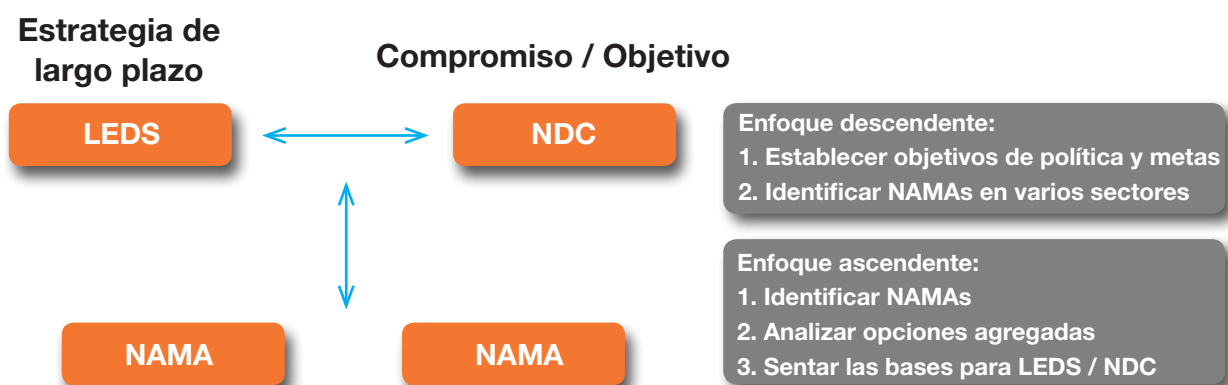 Estrategia de
largo plazo
Compromiso / Objetivo
LEDS
NDC
Enfoque descendente:
1. Establecer objetivos de política y metas
2. Identificar NAMAs en varios sectores
Enfoque ascendente:
1. Identificar NAMAs
2. Analizar opciones agregadas
3. Sentar las bases para LEDS / NDC
NAMA
NAMA